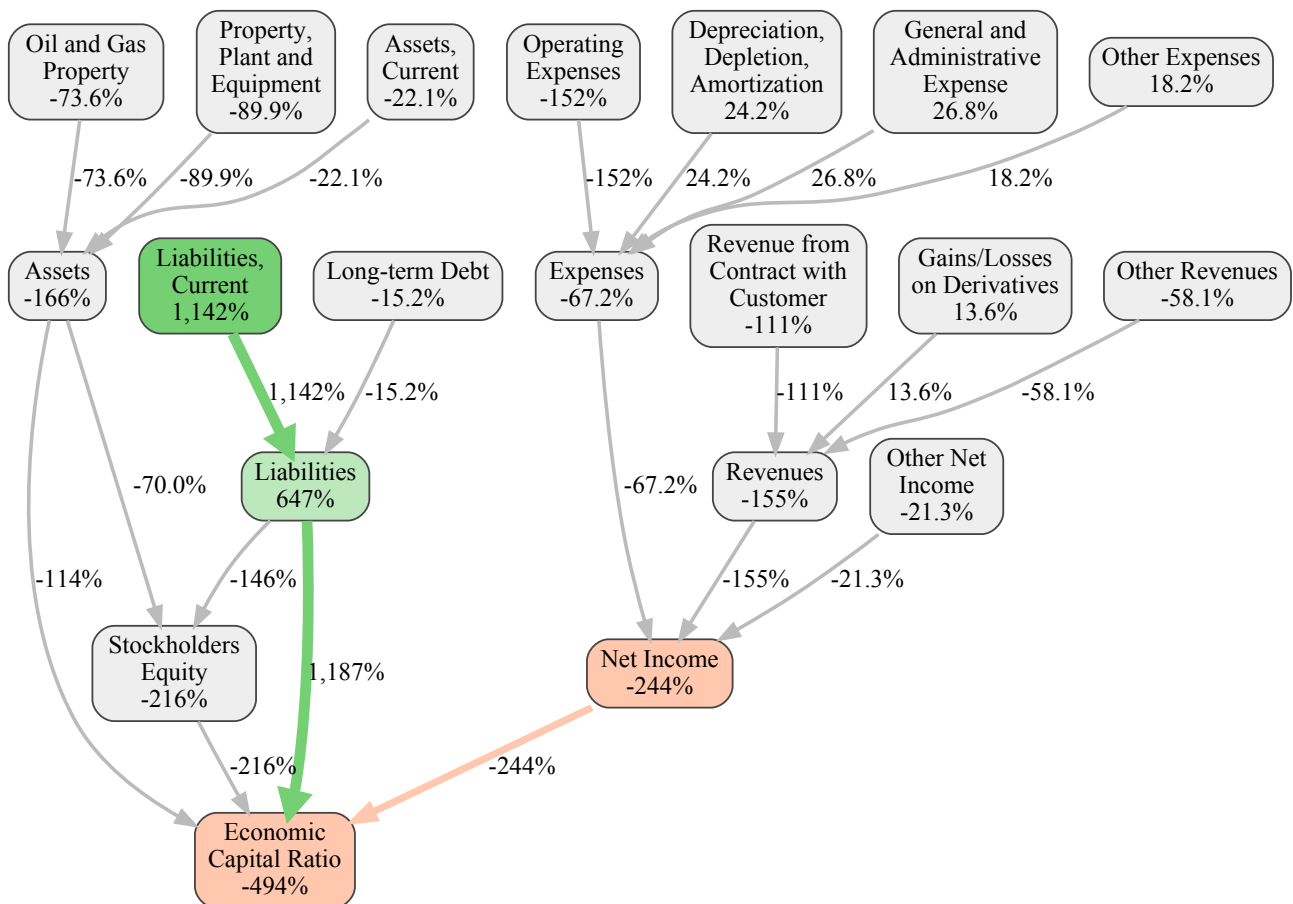 Oil and Gas
Property
-73.6%
Property,
Plant and
Equipment
-89.9%
Assets,
Current
-22.1%
Operating
Expenses
-152%
Depreciation,
Depletion,
Amortization
24.2%
General and
Administrative
Expense
26.8%
Other Expenses
18.2%
-73.6%
-89.9%
-22.1%
-152%
24.2%
26.8%
18.2%
Assets
-166%
Liabilities,
Current
1,142%
Long-term Debt
-15.2%
Expenses
-67.2%
Revenue from
Contract with
Customer
-111%
Gains/Losses
on Derivatives
13.6%
Other Revenues
-58.1%
1,142%
-15.2%
-111%
13.6%
-58.1%
-70.0%
Liabilities
647%
-67.2%
Revenues
-155%
Other Net
Income
-21.3%
-114%
-146%
-155%
-21.3%
Stockholders
Equity
-216%
1,187%
Net Income
-244%
-216%
-244%
Economic
Capital Ratio
-494%